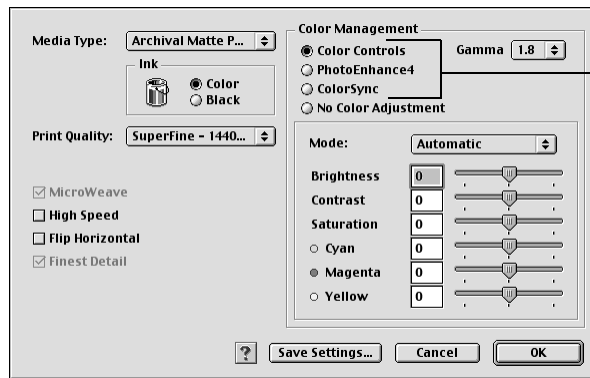 Media Type: Archival Matte P...
Ink
Color
Black
Print Quality: SuperFine – 1440...
MicroWeave
High Speed
Flip Horizontal
Finest Detail
Color Management
Color Controls
PhotoEnhance4
ColorSync
No Color Adjustment
Gamma 1.8
Mode: Automatic
Brightness 0
Contrast 0
Saturation 0
Cyan 0
Magenta 0
Yellow 0
? Save Settings... Cancel OK